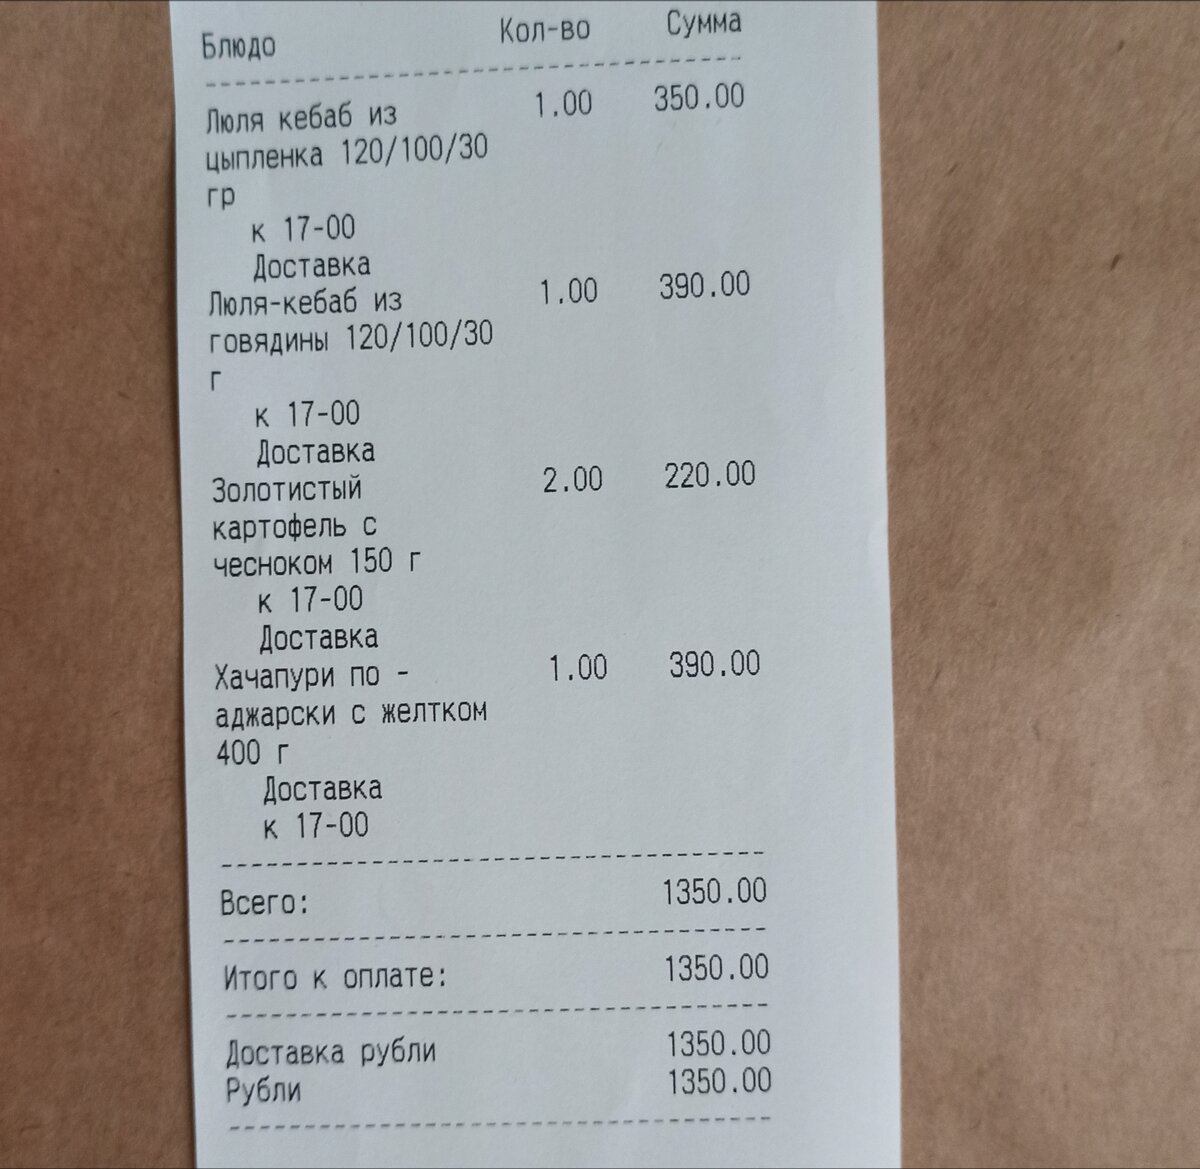 Блюдо Кол-во Сумма
Люля кебаб из 1.00 350.00
цыпленка 120/100/30
гр
к 17-00
Доставка
Люля-кебаб из 1.00 390.00
говядины 120/100/30
г
к 17-00
Доставка
Золотистый 2.00 220.00
картофель с
чесноком 150 г
к 17-00
Доставка
Хачапури по - 1.00 390.00
аджарски с желтком
400 г
Доставка
к 17-00
Всего: 1350.00
Итого к оплате: 1350.00
Доставка рубли 1350.00
Рубли 1350.00